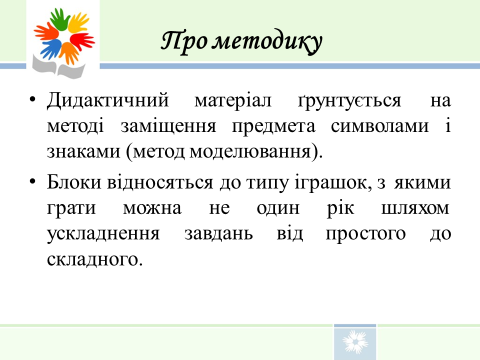 Про методику
• Дидактичний матеріал ґрунтується на
методі заміщення предмета символами і
знаками (метод моделювання).
• Блоки відносяться до типу іграшок, з якими
грати можна не один рік шляхом
ускладнення завдань від простого до
складного.